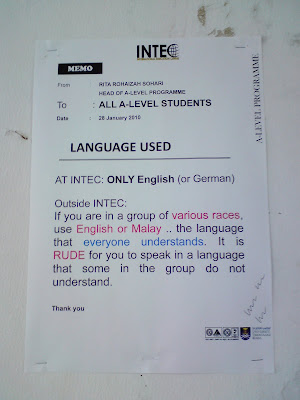 INTEC
MEMO
From : RITA ROHAIZAH SOHARI
HEAD OF A-LEVEL PROGRAMME
To : ALL A-LEVEL STUDENTS
Date : 28 January 2010
A-LEVEL PROGRAMME
LANGUAGE USED
AT INTEC: ONLY English (or German)
Outside INTEC:
If you are in a group of various races,
use English or Malay .. the language
that everyone understands. It is
RUDE for you to speak in a language
that some in the group do not
understand.
Thank you